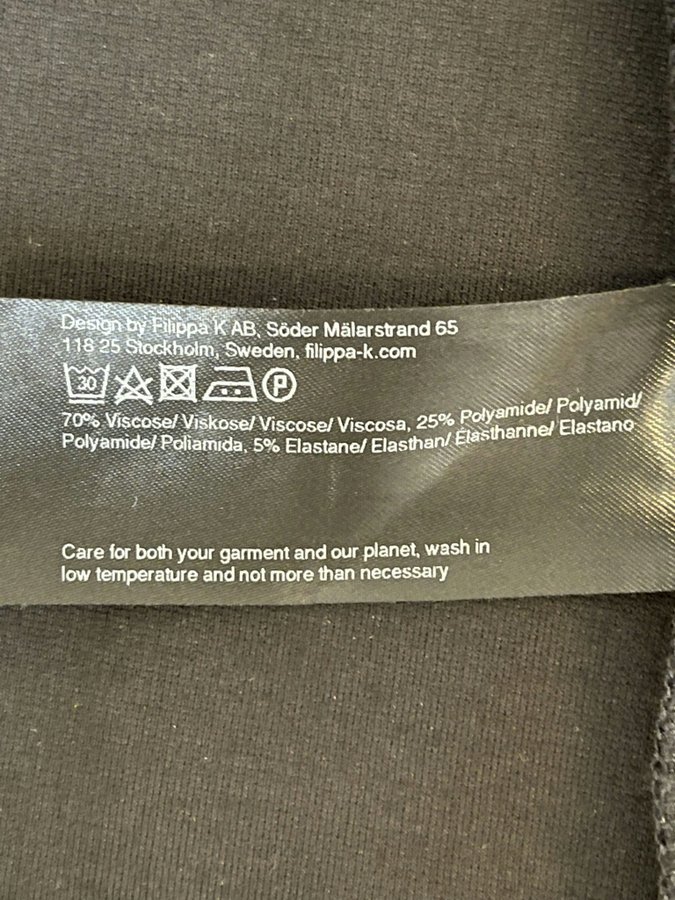 Design by Filippa K AB, Söder Mälarstrand 65
118 25 Stockholm, Sweden, filippa-k.com
30 P
70% Viscose/ Viskose/ Viscose/ Viscosa, 25% Polyamide/ Polyamid/
Polyamide/ Poliamida, 5% Elastane/ Elasthan/ Élasthanne/ Elastano
Care for both your garment and our planet, wash in
low temperature and not more than necessary